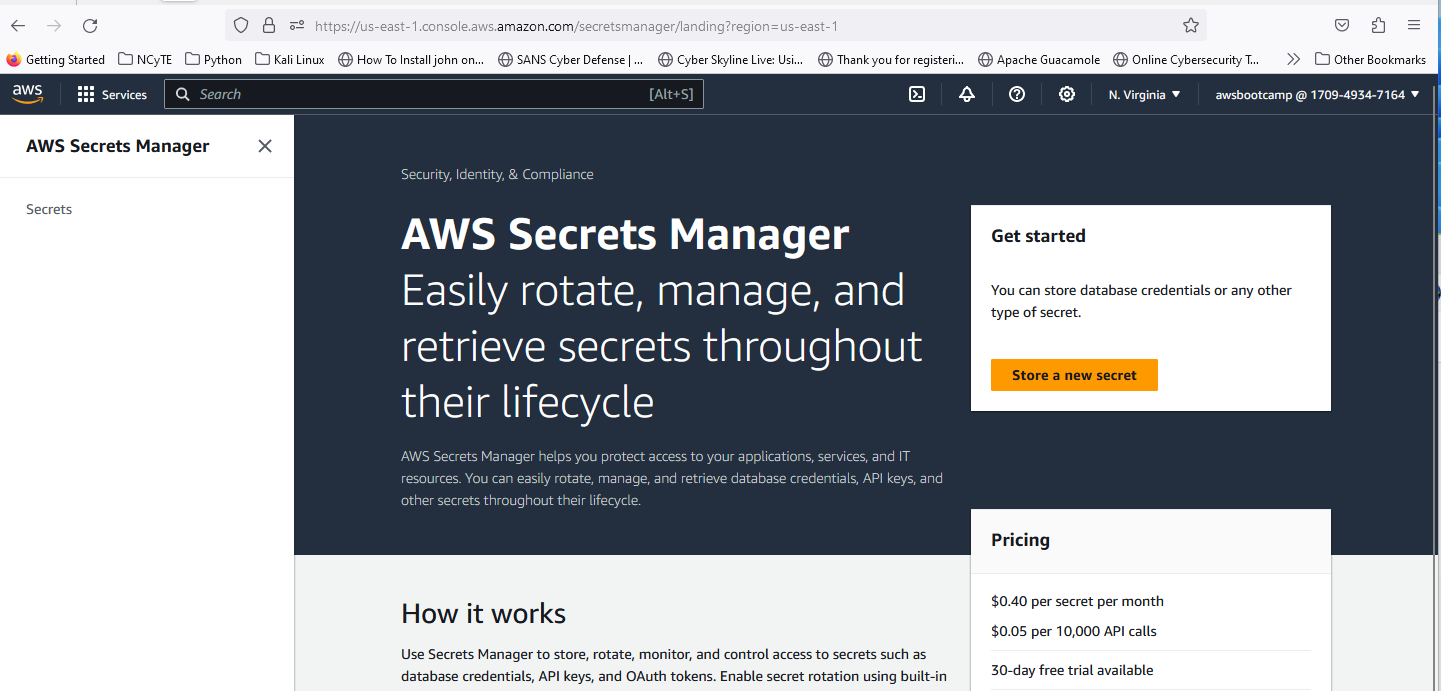 https://us-east-1.console.aws.amazon.com/secretsmanager/landing?region=us-east-1
Getting Started
NCyTE
Python
Kali Linux
How To Install john on...
SANS Cyber Defense | ...
Cyber Skyline Live: Usi...
Thank you for registeri...
Apache Guacamole
Online Cybersecurity T...
Other Bookmarks
aws
Services
Search
[Alt+S]
N. Virginia
awsbootcamp @ 1709-4934-7164
AWS Secrets Manager
Secrets
Security, Identity, & Compliance
AWS Secrets Manager
Easily rotate, manage, and
retrieve secrets throughout
their lifecycle
AWS Secrets Manager helps you protect access to your applications, services, and IT
resources. You can easily rotate, manage, and retrieve database credentials, API keys, and
other secrets throughout their lifecycle.
Get started
You can store database credentials or any other
type of secret.
Store a new secret
Pricing
$0.40 per secret per month
$0.05 per 10,000 API calls
30-day free trial available
How it works
Use Secrets Manager to store, rotate, monitor, and control access to secrets such as
database credentials, API keys, and OAuth tokens. Enable secret rotation using built-in